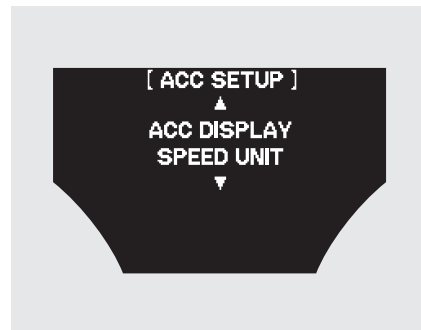 [ ACC SETUP ]
▲
ACC DISPLAY
SPEED UNIT
▼